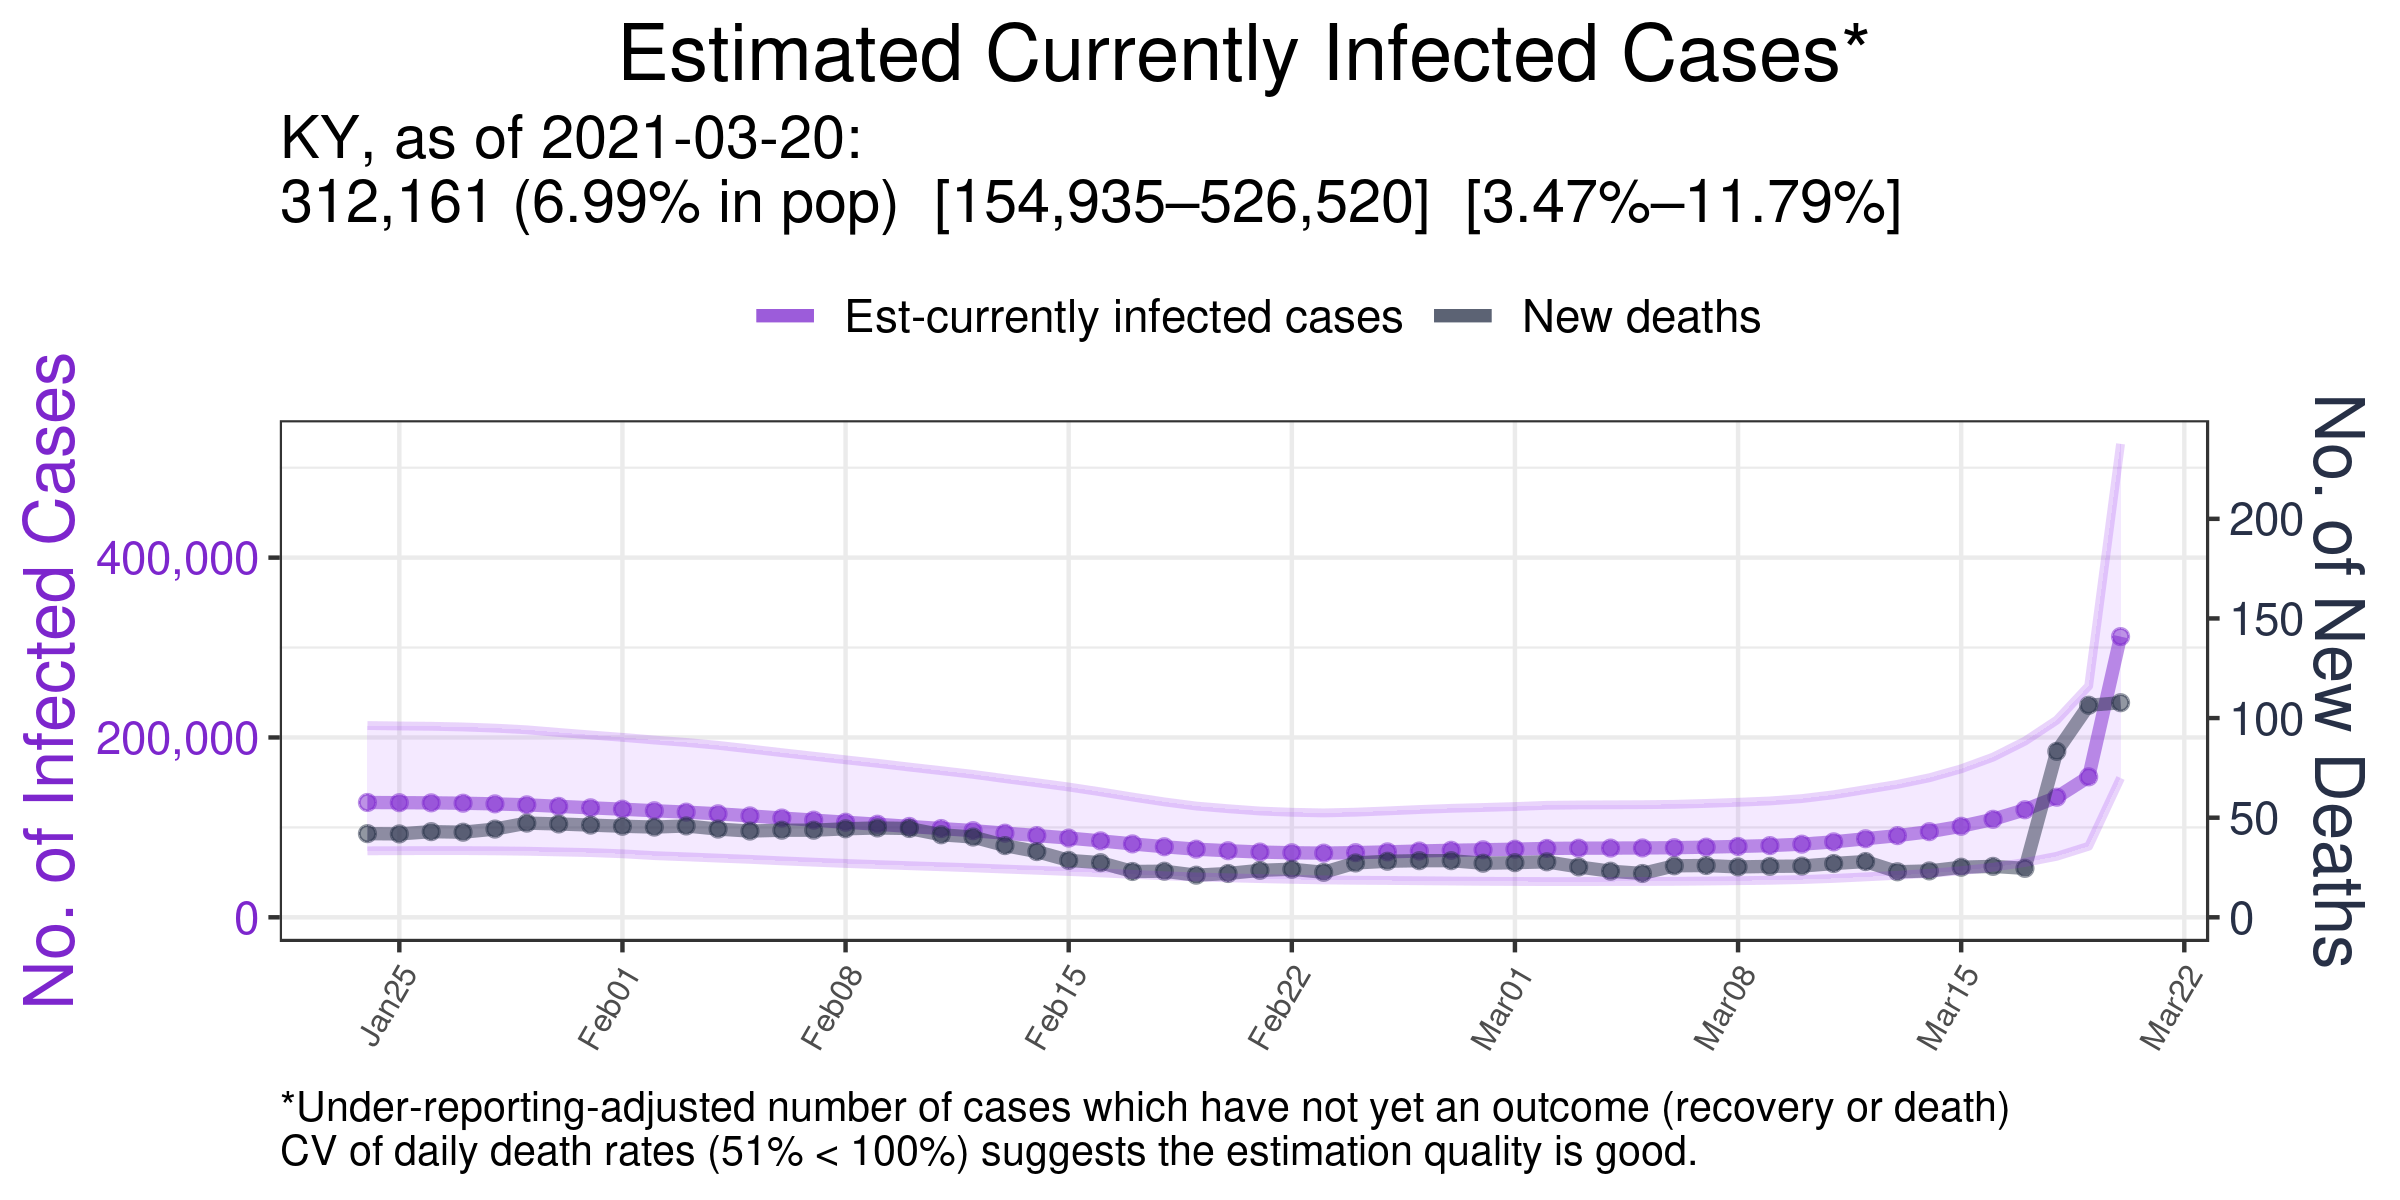 Estimated Currently Infected Cases*
KY, as of 2021-03-20:
312,161 (6.99% in pop)  [154,935–526,520]  [3.47%–11.79%]
Est-currently infected cases
New deaths
No. of Infected Cases
400,000
200,000
0
200
150
100
50
0
No. of New Deaths
Jan25
Feb01
Feb08
Feb15
Feb22
Mar01
Mar08
Mar15
Mar22
*Under-reporting-adjusted number of cases which have not yet an outcome (recovery or death)
CV of daily death rates (51% < 100%) suggests the estimation quality is good.